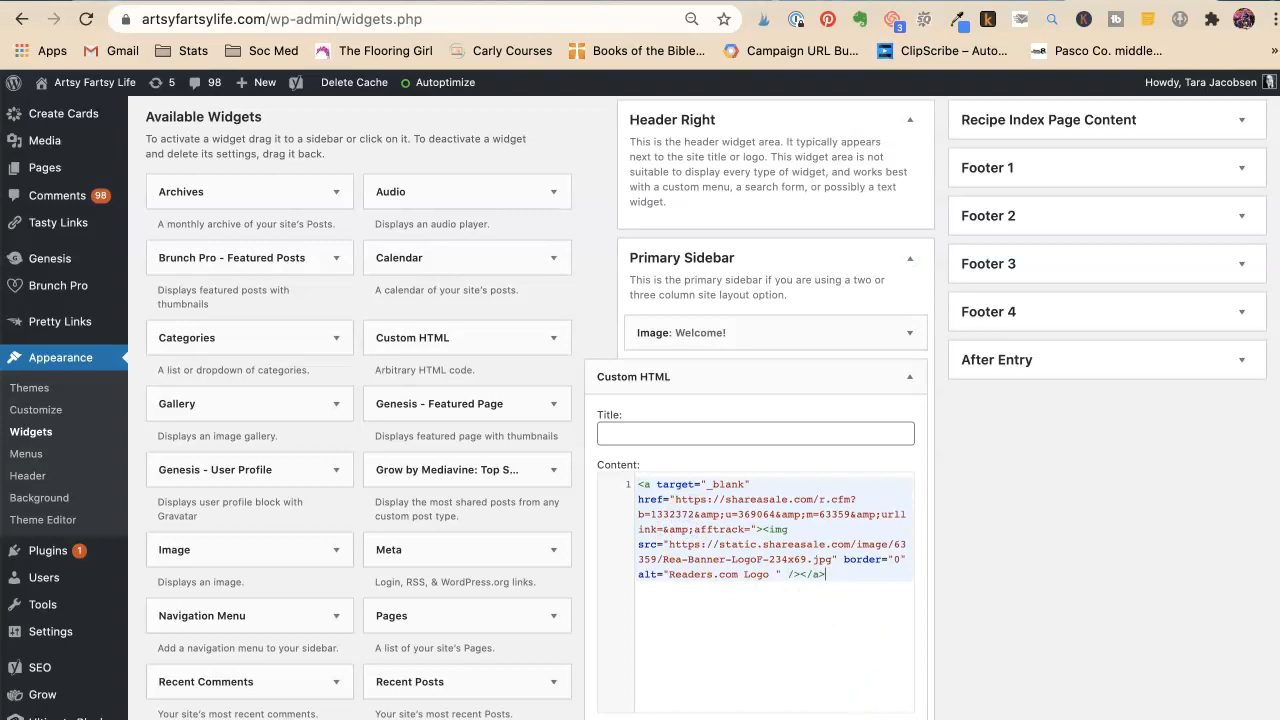 artsyfartsylife.com/wp-admin/widgets.php
3
Apps
Gmail
Stats
Soc Med
The Flooring Girl
Carly Courses
Books of the Bible...
Campaign URL Bu...
ClipScribe – Auto...
Pasco Co. middle...
Artsy Fartsy Life
5
98
New
Delete Cache
Autoptimize
Howdy, Tara Jacobsen
Create Cards
Media
Pages
Comments 98
Tasty Links
Genesis
Brunch Pro
Pretty Links
Appearance
Themes
Customize
Widgets
Menus
Header
Background
Theme Editor
Plugins 1
Users
Tools
Settings
SEO
Grow
Available Widgets
To activate a widget drag it to a sidebar or click on it. To deactivate a widget
and delete its settings, drag it back.
Archives
A monthly archive of your site's Posts.
Audio
Displays an audio player.
Brunch Pro - Featured Posts
Displays featured posts with
thumbnails
Calendar
A calendar of your site's posts.
Categories
A list or dropdown of categories.
Custom HTML
Arbitrary HTML code.
Gallery
Displays an image gallery.
Genesis - Featured Page
Displays featured page with thumbnails
Genesis - User Profile
Displays user profile block with
Gravatar
Grow by Mediavine: Top S...
Display the most shared posts from any
custom post type.
Image
Displays an image.
Meta
Login, RSS, & WordPress.org links.
Navigation Menu
Add a navigation menu to your sidebar.
Pages
A list of your site's Pages.
Recent Comments
Your site's most recent comments.
Recent Posts
Your site's most recent Posts.
Header Right
This is the header widget area. It typically appears
next to the site title or logo. This widget area is not
suitable to display every type of widget, and works best
with a custom menu, a search form, or possibly a text
widget.
Primary Sidebar
This is the primary sidebar if you are using a two or
three column site layout option.
Image: Welcome!
Custom HTML
Title:
Content:
1
<a target="_blank"
href="https://shareasale.com/r.cfm?
b=1332372&amp;u=369064&amp;m=63359&amp;urll
ink=&amp;afftrack="><img
src="https://static.shareasale.com/image/63
359/Rea-Banner-LogoF-234x69.jpg" border="0"
alt="Readers.com Logo " /></a>
Recipe Index Page Content
Footer 1
Footer 2
Footer 3
Footer 4
After Entry